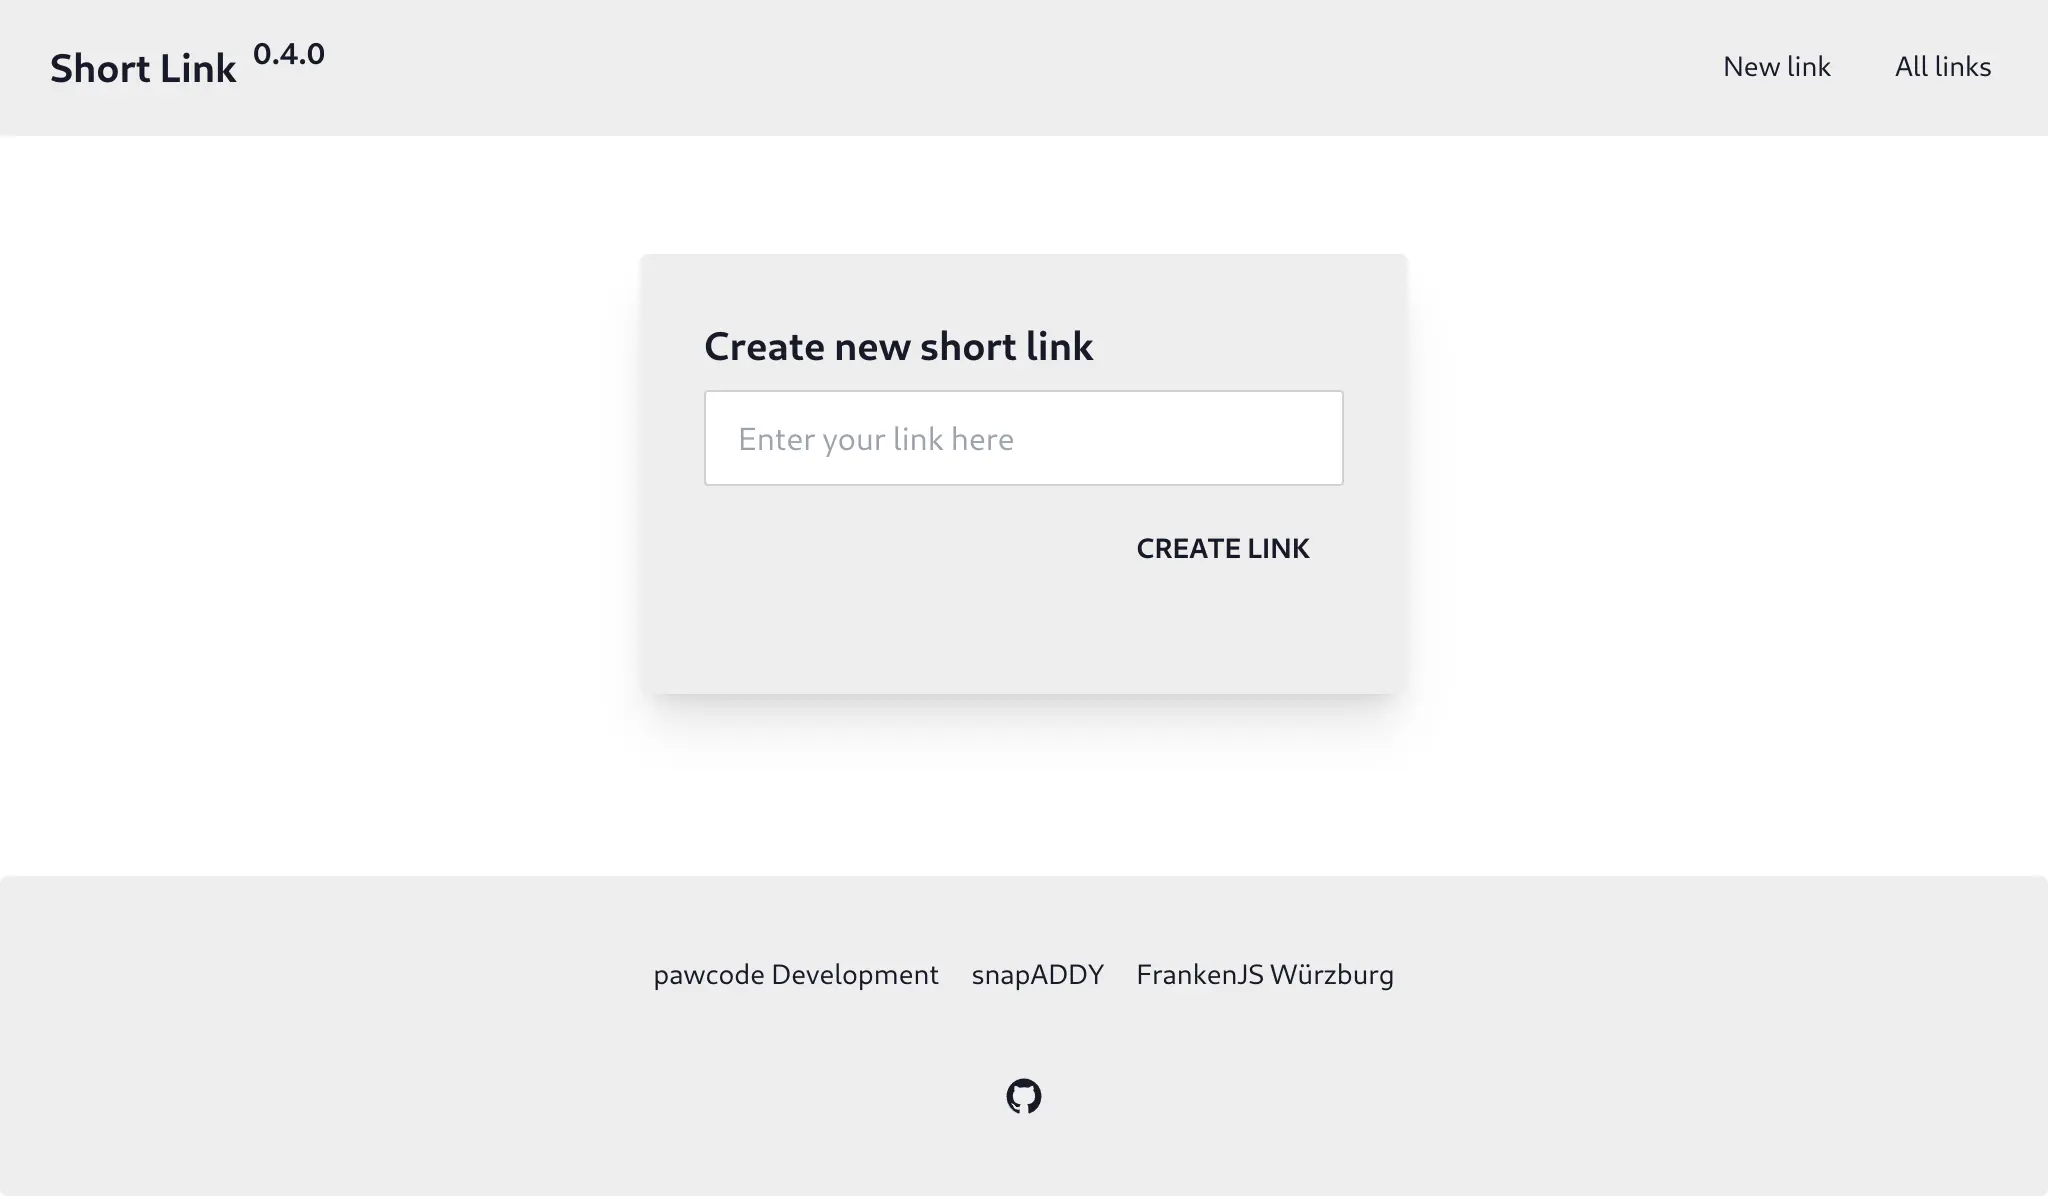 Short Link 0.4.0
New link All links
Create new short link
Enter your link here
CREATE LINK
pawcode Development snapADDY FrankenJS Würzburg